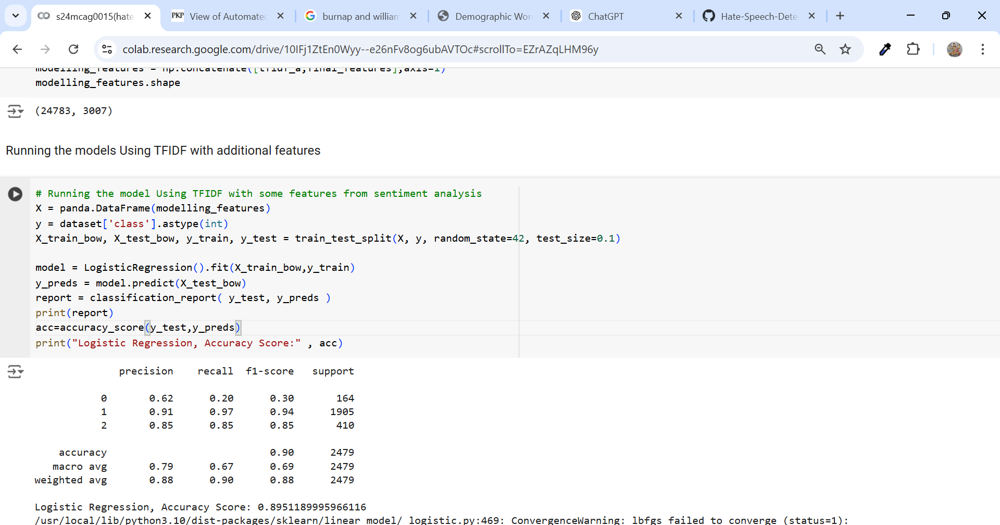 s24mcag0015(hate
View of Automated
burnap and william
Demographic Wor
ChatGPT
Hate-Speech-Dete
colab.research.google.com/drive/10IFj1ZtEn0Wyy--e26nFv8og6ubAVTOc#scrollTo=EZrAZqLHM96y
modelling_features = np.concatenate([tfidf_a,final_features],axis=1)
modelling_features.shape
(24783, 3007)
Running the models Using TFIDF with additional features
# Running the model Using TFIDF with some features from sentiment analysis
X = panda.DataFrame(modelling_features)
y = dataset['class'].astype(int)
X_train_bow, X_test_bow, y_train, y_test = train_test_split(X, y, random_state=42, test_size=0.1)
model = LogisticRegression().fit(X_train_bow,y_train)
y_preds = model.predict(X_test_bow)
report = classification_report( y_test, y_preds )
print(report)
acc=accuracy_score(y_test,y_preds)
print("Logistic Regression, Accuracy Score:" , acc)
precision recall f1-score support
0 0.62 0.20 0.30 164
1 0.91 0.97 0.94 1905
2 0.85 0.85 0.85 410
accuracy 0.90 2479
macro avg 0.79 0.67 0.69 2479
weighted avg 0.88 0.90 0.88 2479
Logistic Regression, Accuracy Score: 0.8951189995966116
/usr/local/lib/python3.10/dist-packages/sklearn/linear_model/_logistic.py:469: ConvergenceWarning: lbfgs failed to converge (status=1):